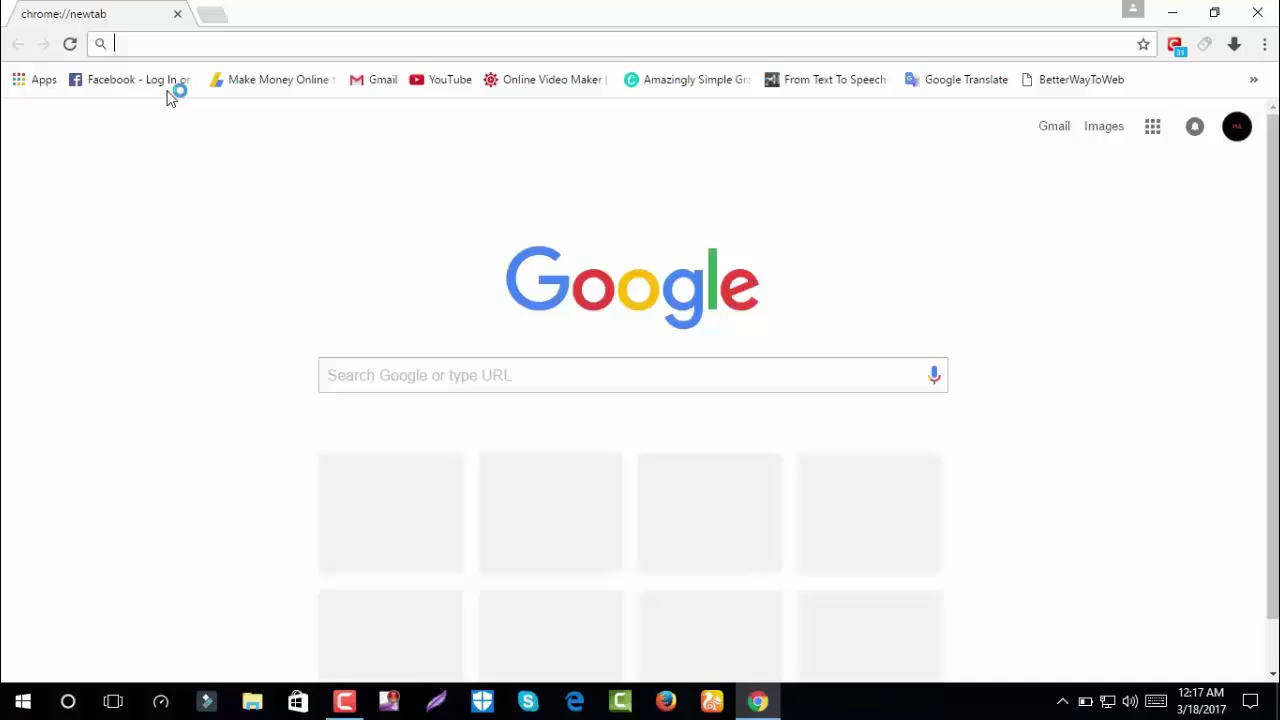 chrome://newtab
31
Apps
Facebook - Log In or
Make Money Online
Gmail
YouTube
Online Video Maker |
Amazingly Simple Gra
From Text To Speech
Google Translate
BetterWayToWeb
»
Gmail
Images
MA
Google
Search Google or type URL
12:17 AM
3/18/2017